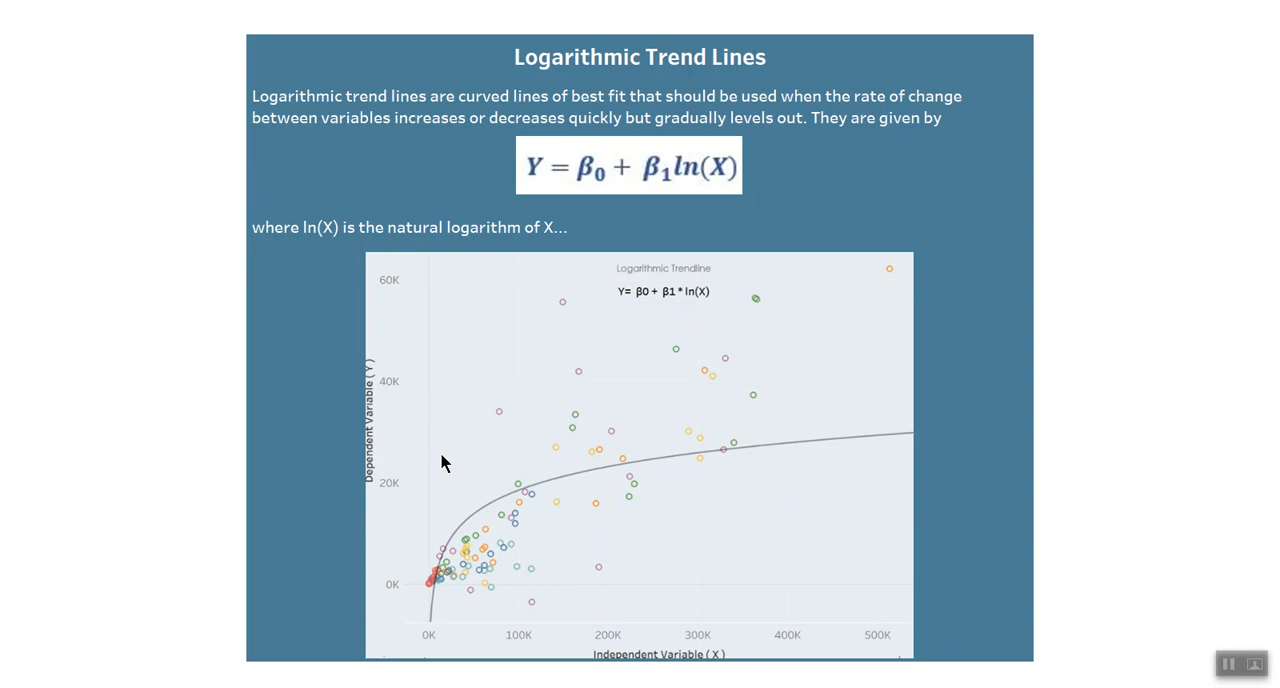 Logarithmic Trend Lines
Logarithmic trend lines are curved lines of best fit that should be used when the rate of change
between variables increases or decreases quickly but gradually levels out. They are given by
Y = β₀ + β₁ln(X)
where ln(X) is the natural logarithm of X...
Logarithmic Trendline
Y= β0 + β1 * ln(X)
60K
40K
20K
0K
Dependent Variable ( Y )
0K 100K 200K 300K 400K 500K
Independent Variable ( X )